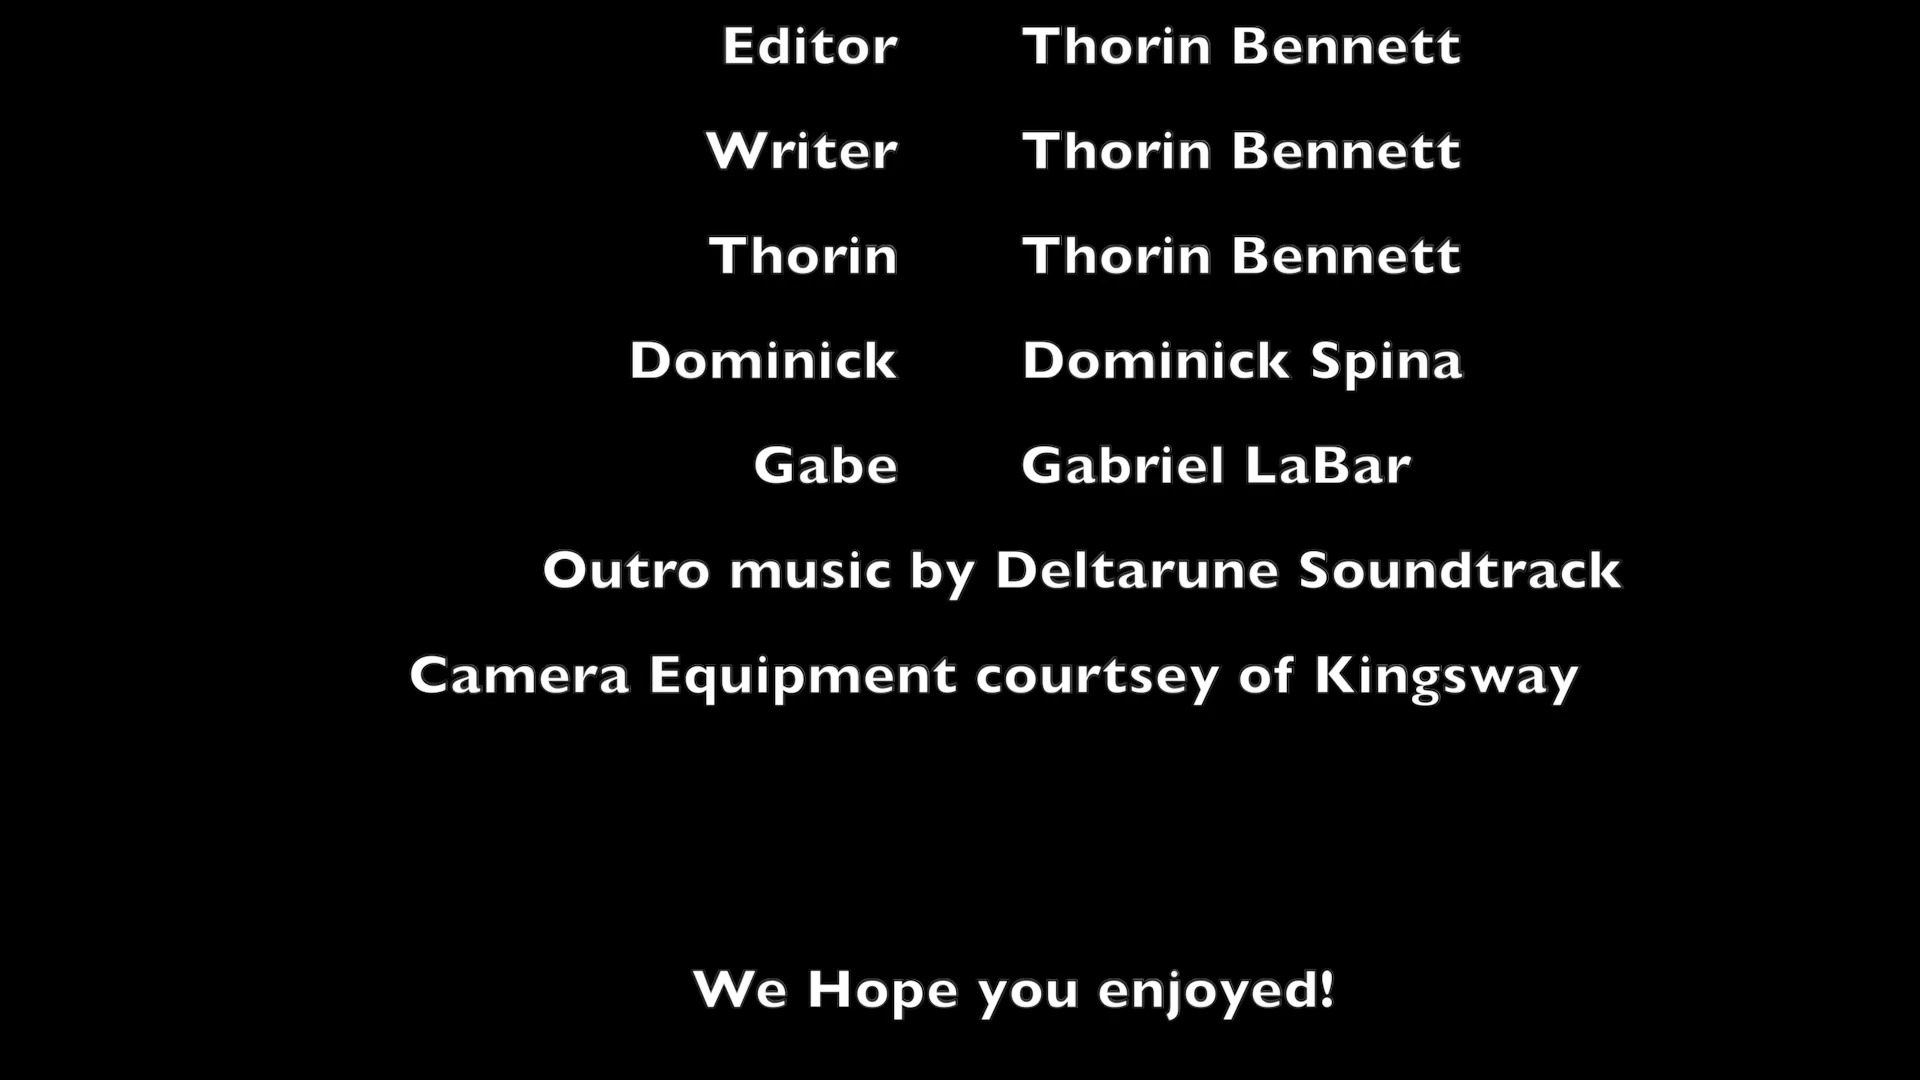 Editor Thorin Bennett
Writer Thorin Bennett
Thorin Thorin Bennett
Dominick Dominick Spina
Gabe Gabriel LaBar
Outro music by Deltarune Soundtrack
Camera Equipment courtsey of Kingsway
We Hope you enjoyed!